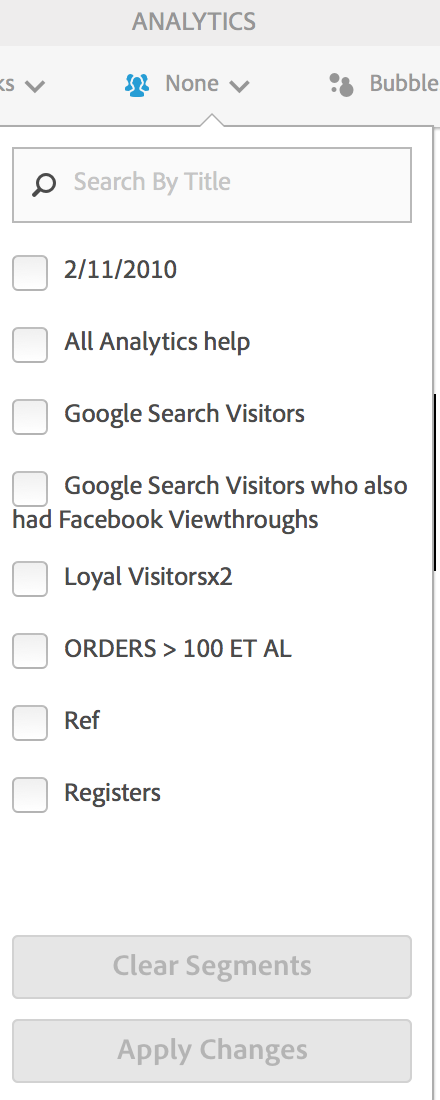 ANALYTICS
ks
None
Bubble
Search By Title
2/11/2010
All Analytics help
Google Search Visitors
Google Search Visitors who also
had Facebook Viewthroughs
Loyal Visitorsx2
ORDERS > 100 ET AL
Ref
Registers
Clear Segments
Apply Changes